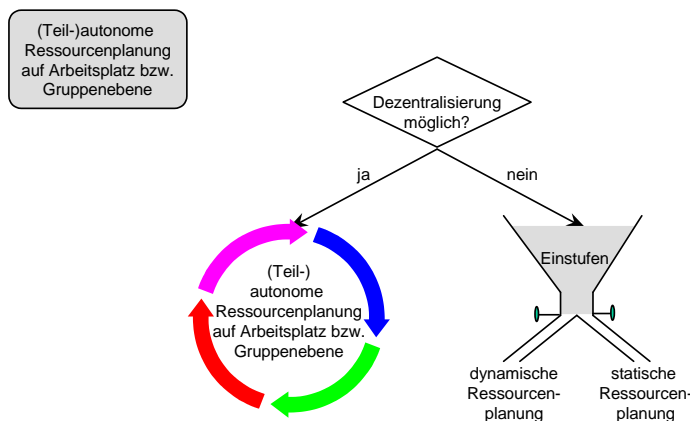 (Teil-)autonome
Ressourcenplanung
auf Arbeitsplatz bzw.
Gruppenebene
Dezentralisierung
möglich?
ja
nein
(Teil-)
autonome
Ressourcenplanung
auf Arbeitsplatz bzw.
Gruppenebene
Einstufen
dynamische
Ressourcen-
planung
statische
Ressourcen-
planung